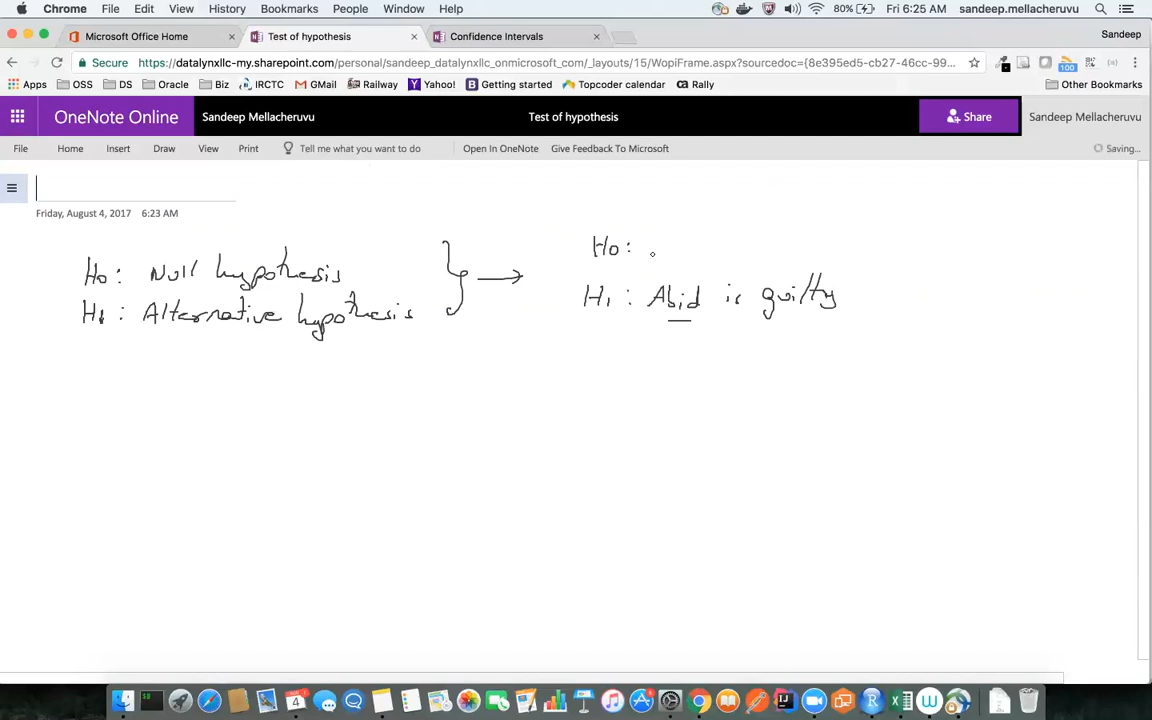 Chrome File Edit View History Bookmarks People Window Help 80% Fri 6:25 AM sandeep.mellacheruvu
Microsoft Office Home Test of hypothesis Confidence Intervals Sandeep
Secure https://datalynxllc-my.sharepoint.com/personal/sandeep_datalynxllc_onmicrosoft_com/_layouts/15/WopiFrame.aspx?sourcedoc={8e395ed5-cb27-46cc-99...
Apps OSS DS Oracle Biz IRCTC GMail Railway Yahoo! Getting started Topcoder calendar Rally Other Bookmarks
OneNote Online Sandeep Mellacheruvu Test of hypothesis Share Sandeep Mellacheruvu
File Home Insert Draw View Print Tell me what you want to do Open In OneNote Give Feedback To Microsoft Saving...
Friday, August 4, 2017 6:23 AM
H0: Null hypothesis
H1: Alternative hypothesis
H0:
H1: Abid is guilty